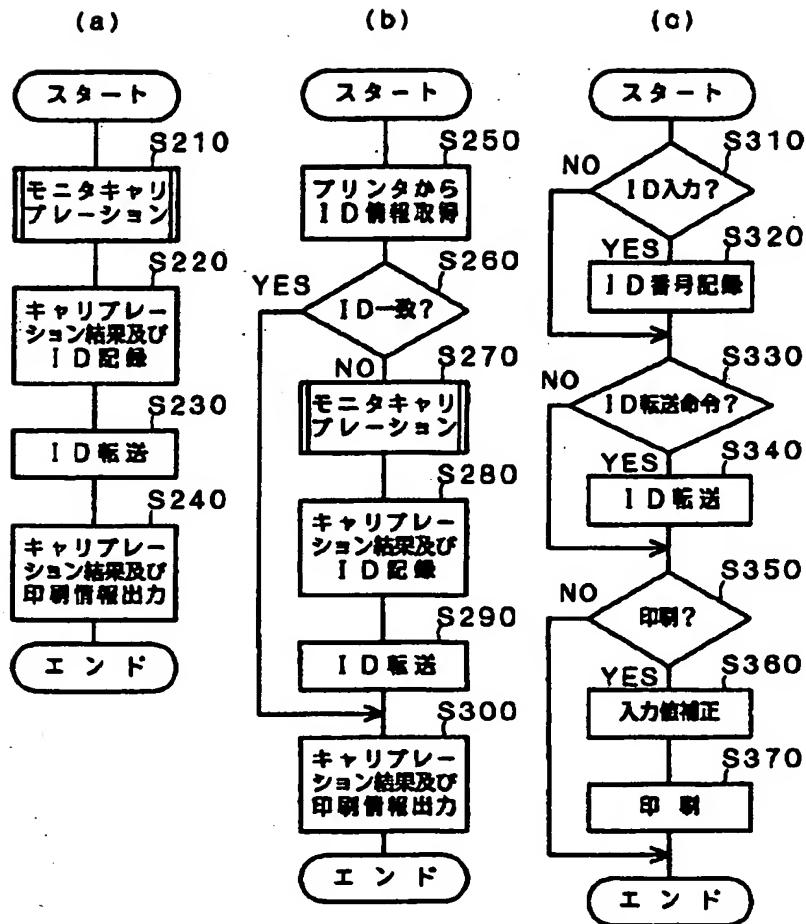 (a)
スタート
S210
モニタキャリ
ブレーション
S220
キャリブレー
ション結果及び
ID記録
S230
ID転送
S240
キャリブレー
ション結果及び
印刷情報出力
エンド
(b)
スタート
S250
プリンタから
ID情報取得
S260
YES
ID一致?
NO
S270
モニタキャリ
ブレーション
S280
キャリブレー
ション結果及び
ID記録
S290
ID転送
S300
キャリブレー
ション結果及び
印刷情報出力
エンド
(c)
スタート
S310
NO
ID入力?
YES
S320
ID番号記録
S330
NO
ID転送命令?
YES
S340
ID転送
S350
NO
印刷?
YES
S360
入力値補正
S370
印刷
エンド